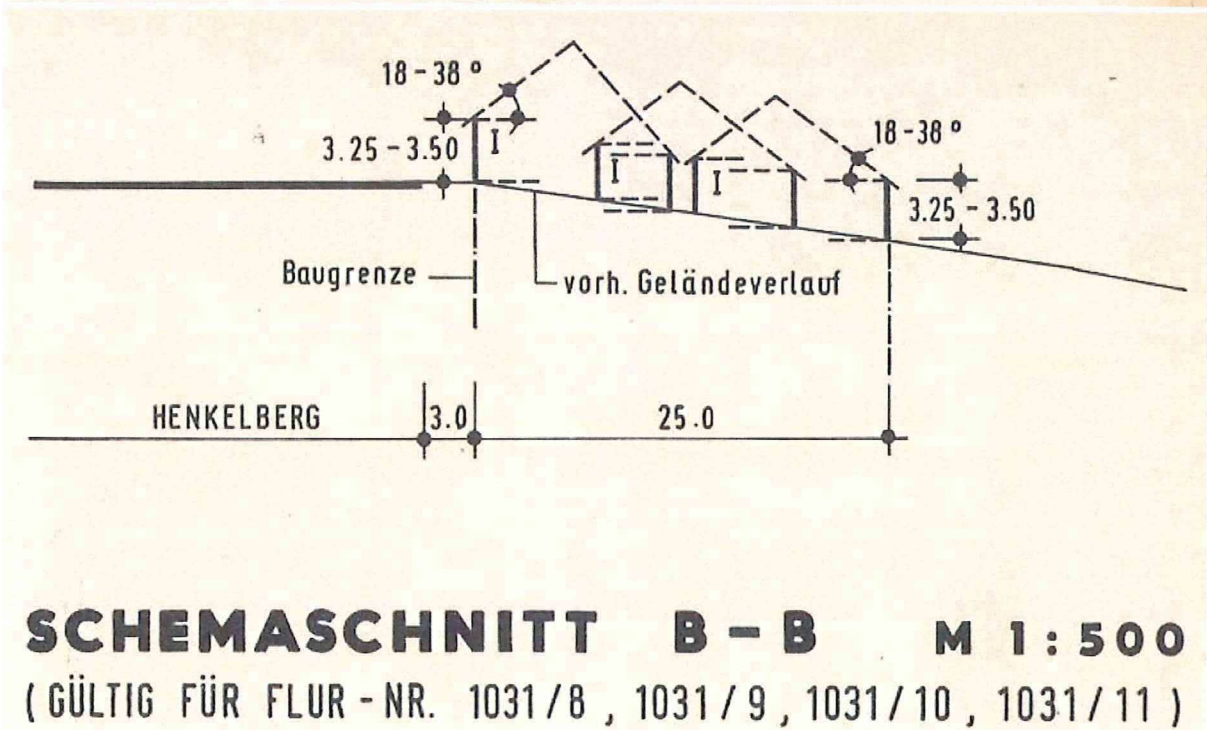 18-38°
3.25-3.50 I
I I
18-38°
3.25-3.50
Baugrenze
vorh. Geländeverlauf
HENKELBERG 3.0 25.0
SCHEMASCHNITT B-B M 1:500
(GÜLTIG FÜR FLUR-NR. 1031/8, 1031/9, 1031/10, 1031/11)